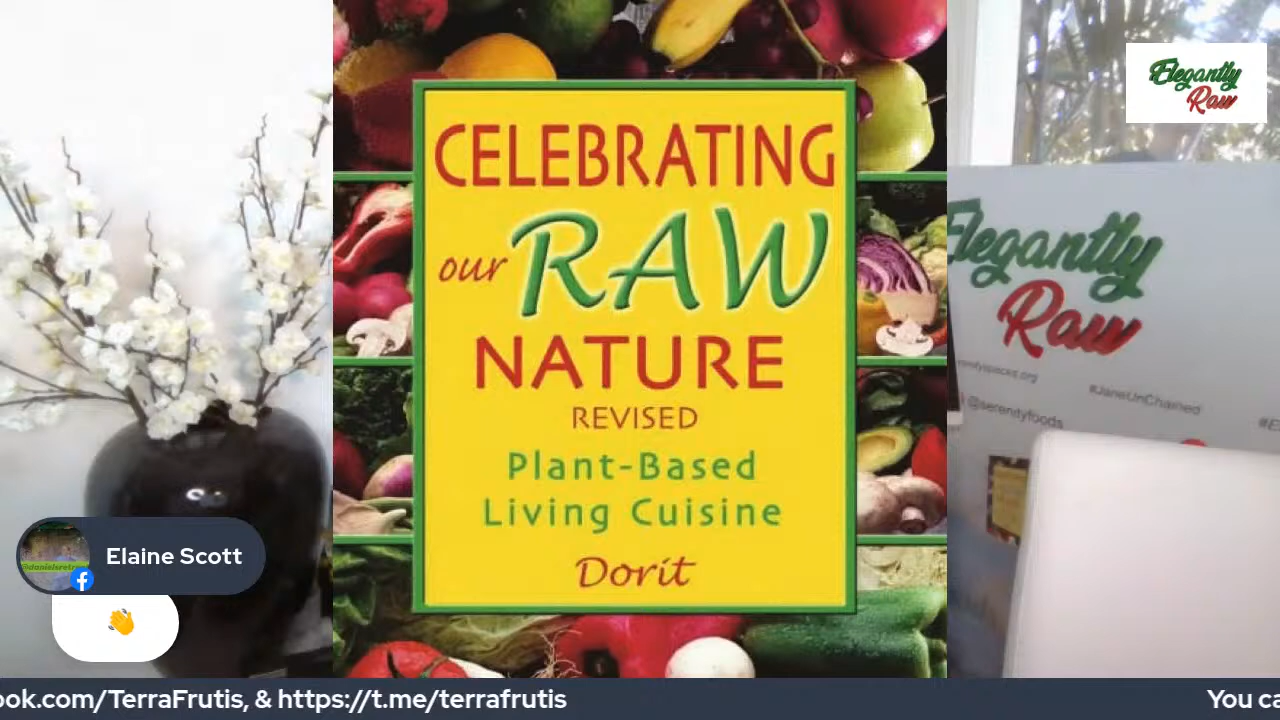 Elegantly
Raw
CELEBRATING
our RAW
NATURE
REVISED
Plant-Based
Living Cuisine
Dorit
Elegantly
Raw
#JaneUnChained
@serenityfoods
Elaine Scott
👋
ook.com/TerraFrutis, & https://t.me/terrafrutis
You ca